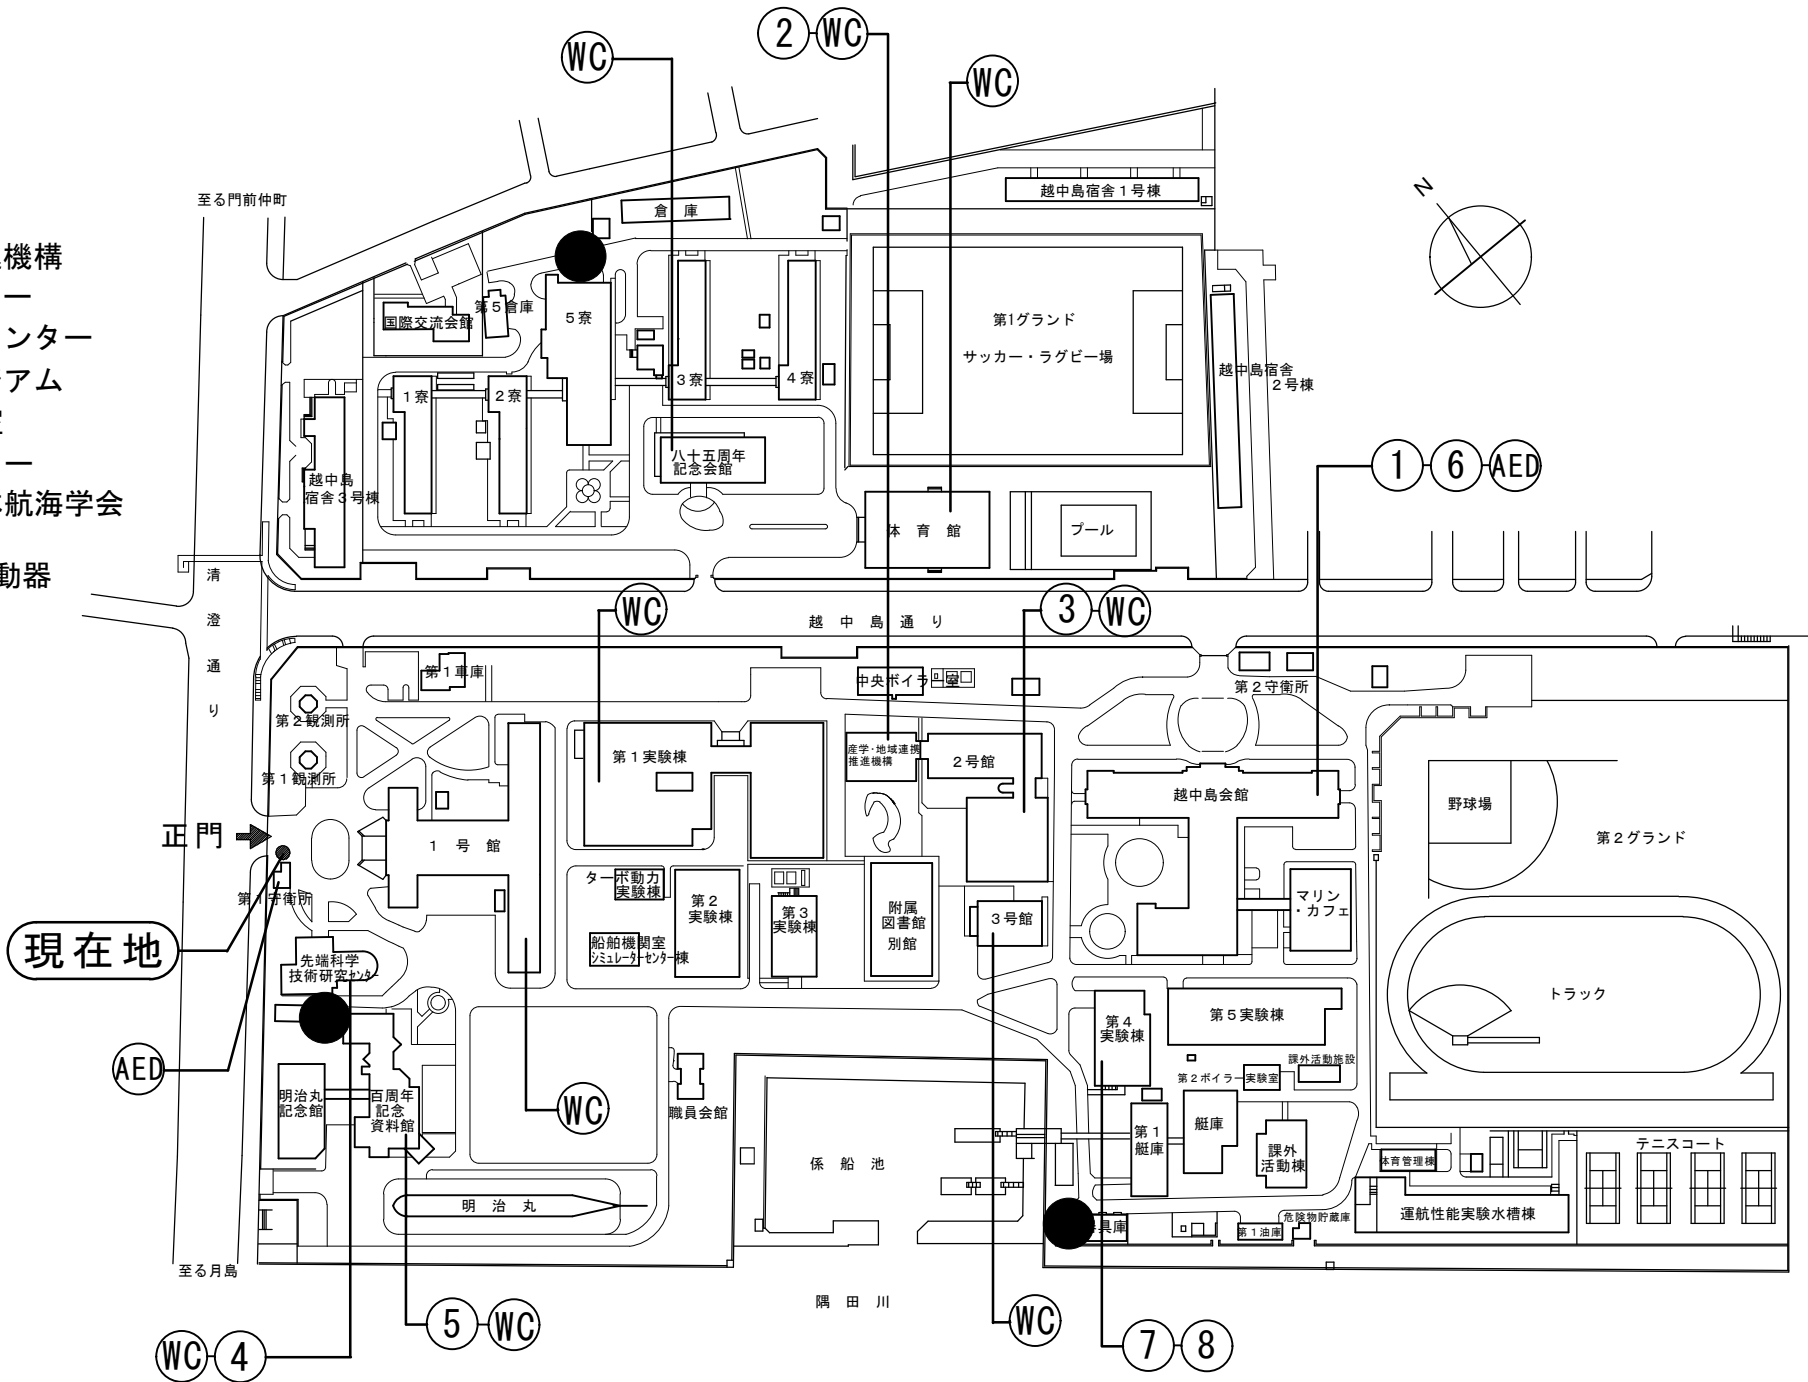 2 WC
WC
WC
N
至る門前仲町
倉庫
越中島宿舎1号棟
機構
ー
ンター
アム
ー
航海学会
動器
国際交流会館
第5倉庫
5寮
1寮
2寮
3寮
4寮
第1グランド
サッカー・ラグビー場
越中島宿舎
2号棟
越中島
宿舎3号棟
八十五周年
記念会館
体育館
プール
1 6 AED
清澄通り
WC
越中島通り
3 WC
第1車庫
中央ボイラー室
第2守衛所
第2観測所
第1観測所
第1実験棟
産学・地域連携
推進機構
2号館
越中島会館
野球場
第2グランド
正門
1号館
第1守衛所
現在地
ターボ動力
実験棟
第2
実験棟
第3
実験棟
附属
図書館
別館
3号館
マリン
・カフェ
船舶機関室
シミュレーターセンター棟
先端科学
技術研究センター
トラック
第4
実験棟
第5実験棟
課外活動施設
第2ボイラー実験室
AED
明治丸
記念館
百周年
記念
資料館
WC
職員会館
係船池
第1
艇庫
艇庫
課外
活動棟
体育管理棟
テニスコート
明治丸
具庫
第1油庫
危険物貯蔵庫
運航性能実験水槽棟
至る月島
隅田川
WC 4
5 WC
WC
7 8